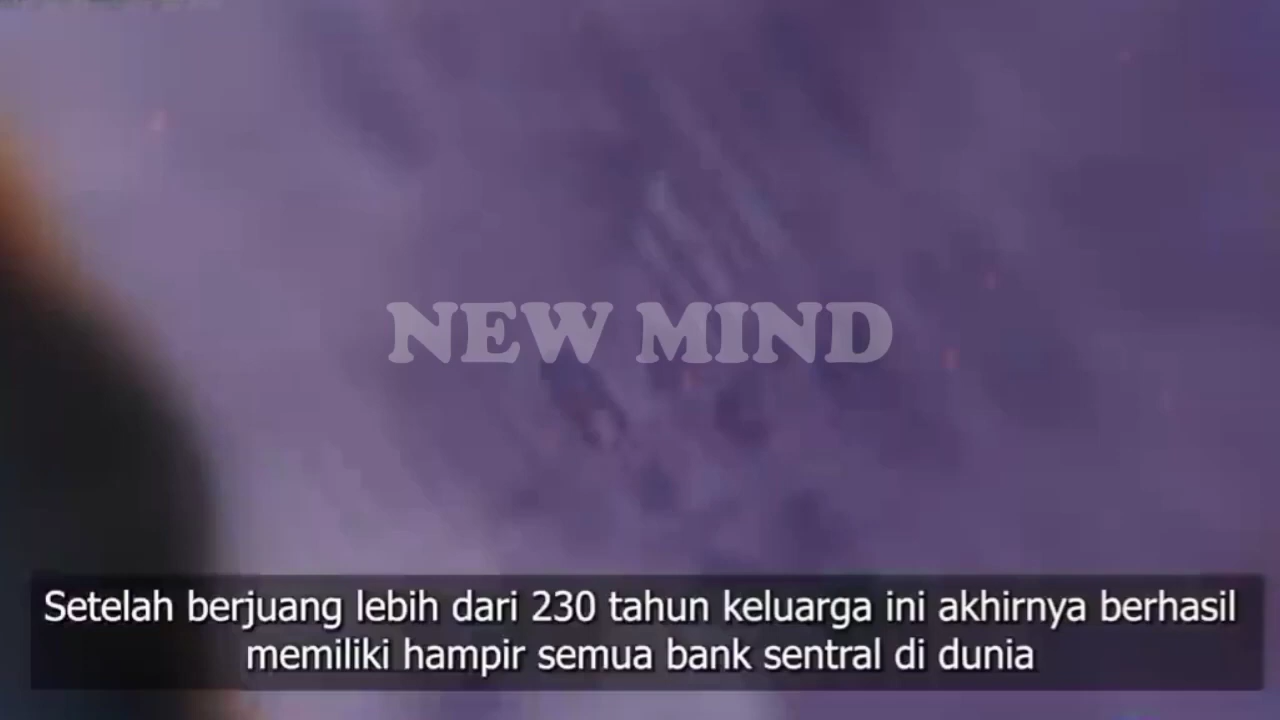 NEW MIND
Setelah berjuang lebih dari 230 tahun keluarga ini akhirnya berhasil
memiliki hampir semua bank sentral di dunia